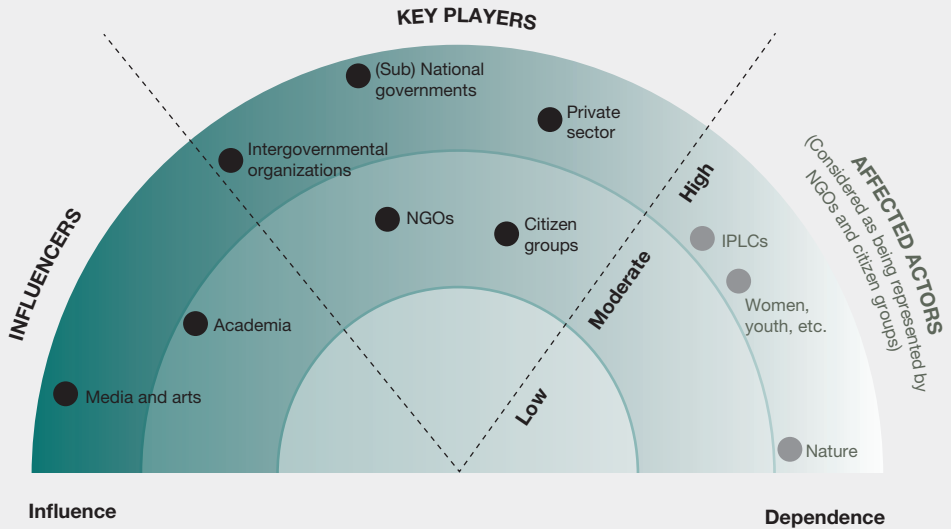 KEY PLAYERS
(Sub) National
governments
Private
sector
Intergovernmental
organizations
High
AFFECTED ACTORS
(Considered as being represented by
NGOs and citizen groups)
NGOs
Citizen
groups
IPLCs
INFLUENCERS
Moderate
Women,
youth, etc.
Academia
Media and arts
Low
Nature
Influence
Dependence